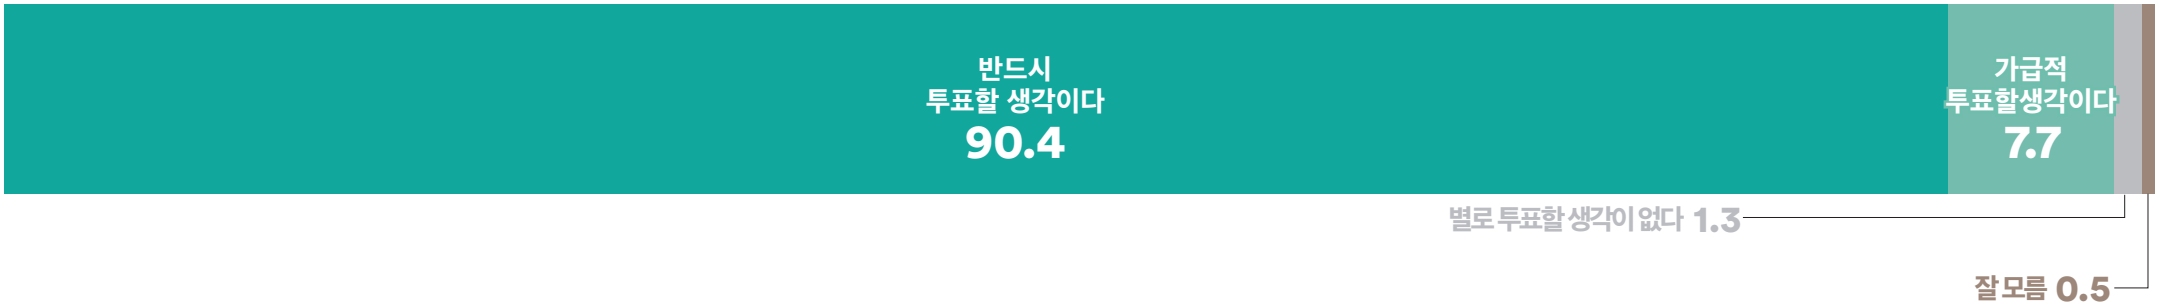 반드시
투표할 생각이다
90.4
가급적
투표할생각이다
7.7
별로 투표할 생각이 없다 1.3
잘 모름 0.5